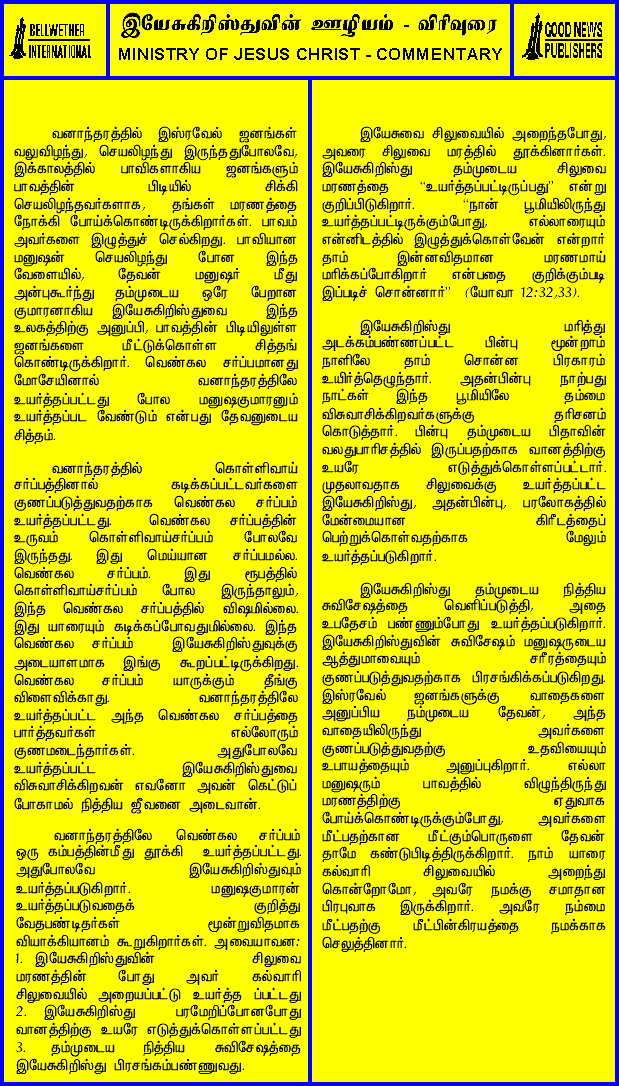 BELLWETHER
INTERNATIONAL
இயேசுகிறிஸ்துவின் ஊழியம் - விரிவுரை
MINISTRY OF JESUS CHRIST - COMMENTARY
GOOD NEWS
PUBLISHERS
வனாந்தரத்தில் இஸ்ரவேல் ஜனங்கள்
வலுவிழந்து, செயலிழந்து இருந்ததுபோலவே,
இக்காலத்தில் பாவிகளாகிய ஜனங்களும்
பாவத்தின் பிடியில் சிக்கி
செயலிழந்தவர்களாக, தங்கள் மரணத்தை
நோக்கி போய்க்கொண்டிருக்கிறார்கள். பாவம்
அவர்களை இழுத்துச் செல்கிறது. பாவியான
மனுஷன் செயலிழந்து போன இந்த
வேளையில், தேவன் மனுஷர் மீது
அன்புகூர்ந்து தம்முடைய ஒரே பேறான
குமாரனாகிய இயேசுகிறிஸ்துவை இந்த
உலகத்திற்கு அனுப்பி, பாவத்தின் பிடியிலுள்ள
ஜனங்களை மீட்டுக்கொள்ள சித்தங்
கொண்டிருக்கிறார். வெண்கல சர்ப்பமானது
மோசேயினால் வனாந்தரத்திலே
உயர்த்தப்பட்டது போல மனுஷகுமாரனும்
உயர்த்தப்பட வேண்டும் என்பது தேவனுடைய
சித்தம்.
வனாந்தரத்தில் கொள்ளிவாய்
சர்ப்பத்தினால் கடிக்கப்பட்டவர்களை
குணப்படுத்துவதற்காக வெண்கல சர்ப்பம்
உயர்த்தப்பட்டது. வெண்கல சர்ப்பத்தின்
உருவம் கொள்ளிவாய்சர்ப்பம் போலவே
இருந்தது. இது மெய்யான சர்ப்பமல்ல.
வெண்கல சர்ப்பம். இது ரூபத்தில்
கொள்ளிவாய்சர்ப்பம் போல இருந்தாலும்,
இந்த வெண்கல சர்ப்பத்தில் விஷமில்லை.
இது யாரையும் கடிக்கப்போவதுமில்லை. இந்த
வெண்கல சர்ப்பம் இயேசுகிறிஸ்துவுக்கு
அடையாளமாக இங்கு கூறப்பட்டிருக்கிறது.
வெண்கல சர்ப்பம் யாருக்கும் தீங்கு
விளைவிக்காது. வனாந்தரத்திலே
உயர்த்தப்பட்ட அந்த வெண்கல சர்ப்பத்தை
பார்த்தவர்கள் எல்லோரும்
குணமடைந்தார்கள். அதுபோலவே
உயர்த்தப்பட்ட இயேசுகிறிஸ்துவை
விசுவாசிக்கிறவன் எவனோ அவன் கெட்டுப்
போகாமல் நித்திய ஜீவனை அடைவான்.
வனாந்தரத்திலே வெண்கல சர்ப்பம்
ஒரு கம்பத்தின்மீது தூக்கி உயர்த்தப்பட்டது.
அதுபோலவே இயேசுகிறிஸ்துவும்
உயர்த்தப்படுகிறார். மனுஷகுமாரன்
உயர்த்தப்படுவதைக் குறித்து
வேதபண்டிதர்கள் மூன்றுவிதமாக
வியாக்கியானம் கூறுகிறார்கள். அவையாவன:
1. இயேசுகிறிஸ்துவின் சிலுவை
மரணத்தின் போது அவர் கல்வாரி
சிலுவையில் அறையப்பட்டு உயர்த்த ப்பட்டது
2. இயேசுகிறிஸ்து பரமேறிப்போனபோது
வானத்திற்கு உயரே எடுத்துக்கொள்ளப்பட்டது
3. தம்முடைய நித்திய சுவிசேஷத்தை
இயேசுகிறிஸ்து பிரசங்கம்பண்ணுவது.
இயேசுவை சிலுவையில் அறைந்தபோது,
அவரை சிலுவை மரத்தில் தூக்கினார்கள்.
இயேசுகிறிஸ்து தம்முடைய சிலுவை
மரணத்தை "உயர்த்தப்பட்டிருப்பது" என்று
குறிப்பிடுகிறார். "நான் பூமியிலிருந்து
உயர்த்தப்பட்டிருக்கும்போது, எல்லாரையும்
என்னிடத்தில் இழுத்துக்கொள்வேன் என்றார்
தாம் இன்னவிதமான மரணமாய்
மரிக்கப்போகிறார் என்பதை குறிக்கும்படி
இப்படிச் சொன்னார்" (யோவா 12:32,33).
இயேசுகிறிஸ்து மரித்து
அடக்கம்பண்ணப்பட்ட பின்பு மூன்றாம்
நாளிலே தாம் சொன்ன பிரகாரம்
உயிர்த்தெழுந்தார். அதன்பின்பு நாற்பது
நாட்கள் இந்த பூமியிலே தம்மை
விசுவாசிக்கிறவர்களுக்கு தரிசனம்
கொடுத்தார். பின்பு தம்முடைய பிதாவின்
வலதுபாரிசத்தில் இருப்பதற்காக வானத்திற்கு
உயரே எடுத்துக்கொள்ளப்பட்டார்.
முதலாவதாக சிலுவைக்கு உயர்த்தப்பட்ட
இயேசுகிறிஸ்து, அதன்பின்பு, பரலோகத்தில்
மேன்மையான கிரீடத்தைப்
பெற்றுக்கொள்வதற்காக மேலும்
உயர்த்தப்படுகிறார்.
இயேசுகிறிஸ்து தம்முடைய நித்திய
சுவிசேஷத்தை வெளிப்படுத்தி, அதை
உபதேசம் பண்ணும்போது உயர்த்தப்படுகிறார்.
இயேசுகிறிஸ்துவின் சுவிசேஷம் மனுஷருடைய
ஆத்துமாவையும் சரீரத்தையும்
குணப்படுத்துவதற்காக பிரசங்கிக்கப்படுகிறது.
இஸ்ரவேல் ஜனங்களுக்கு வாதைகளை
அனுப்பிய நம்முடைய தேவன், அந்த
வாதையிலிருந்து அவர்களை
குணப்படுத்துவதற்கு உதவியையும்
உபாயத்தையும் அனுப்புகிறார். எல்லா
மனுஷரும் பாவத்தில் விழுந்திருந்து
மரணத்திற்கு ஏதுவாக
போய்க்கொண்டிருக்கும்போது, அவர்களை
மீட்பதற்கான மீட்கும்பொருளை தேவன்
தாமே கண்டுபிடித்திருக்கிறார். நாம் யாரை
கல்வாரி சிலுவையில் அறைந்து
கொன்றோமோ, அவரே நமக்கு சமாதான
பிரபுவாக இருக்கிறார். அவரே நம்மை
மீட்பதற்கு மீட்பின்கிரயத்தை நமக்காக
செலுத்தினார்.